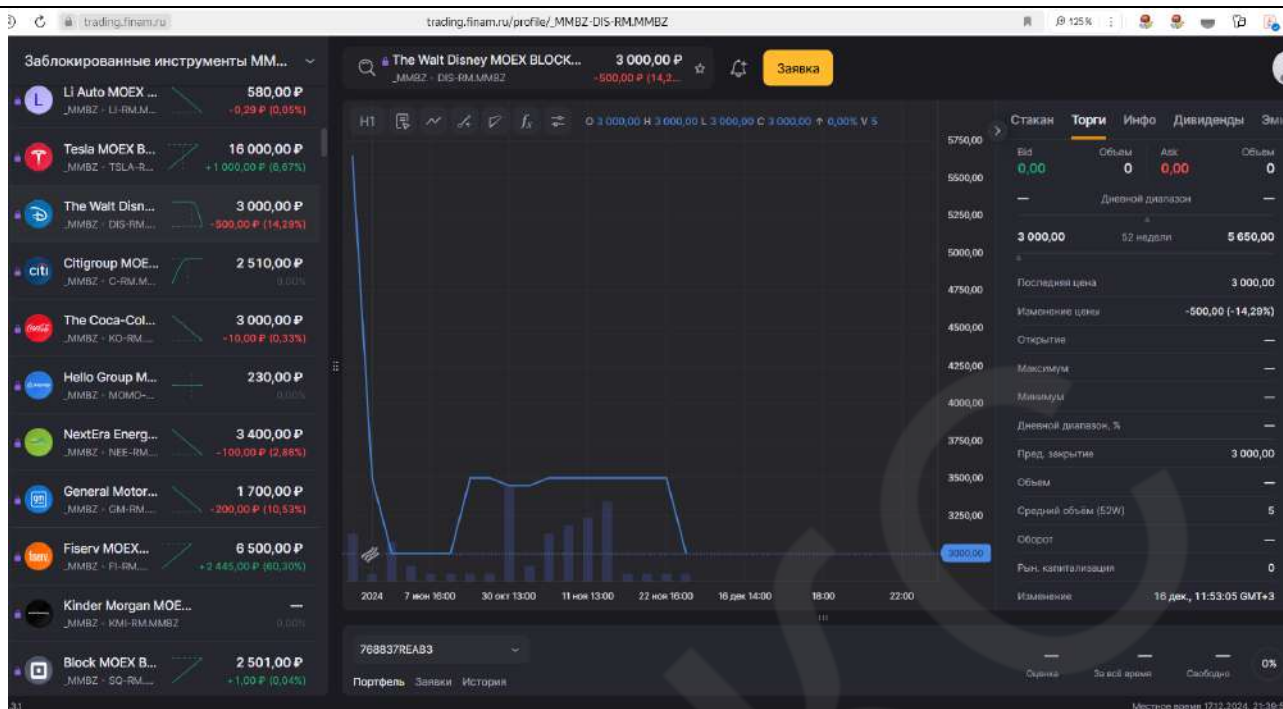 trading.finam.ru
trading.finam.ru/profile/_MMBZ-DIS-RM.MMBZ
125 %
Заблокированные инструменты ММ...
Li Auto MOEX ...
580,00 ₽
_MMBZ · LI-RM.M...
-0,29 ₽ (0,05%)
Tesla MOEX B...
16 000,00 ₽
_MMBZ · TSLA-R...
+1 000,00 ₽ (6,67%)
The Walt Disn...
3 000,00 ₽
_MMBZ · DIS-RM....
-500,00 ₽ (14,29%)
citi
Citigroup MOE...
2 510,00 ₽
_MMBZ · C-RM.M...
0,00%
The Coca-Col...
3 000,00 ₽
_MMBZ · KO-RM....
-10,00 ₽ (0,33%)
Hello Group M...
230,00 ₽
_MMBZ · MOMO-...
0,00%
NextEra Energ...
3 400,00 ₽
_MMBZ · NEE-RM...
-100,00 ₽ (2,86%)
gm
General Motor...
1 700,00 ₽
_MMBZ · GM-RM....
-200,00 ₽ (10,53%)
fiserv.
Fiserv MOEX...
6 500,00 ₽
_MMBZ · FI-RM....
+2 445,00 ₽ (60,30%)
Kinder Morgan MOE...
—
_MMBZ · KMI-RM.MMBZ
0,00%
Block MOEX B...
2 501,00 ₽
_MMBZ · SQ-RM....
+1,00 ₽ (0,04%)
3.1
The Walt Disney MOEX BLOCK...
3 000,00 ₽
_MMBZ · DIS-RM.MMBZ
-500,00 ₽ (14,2...
Заявка
H1
O 3 000,00 H 3 000,00 L 3 000,00 C 3 000,00 ↑ 0,00% V 5
5750,00
5500,00
5250,00
5000,00
4750,00
4500,00
4250,00
4000,00
3750,00
3500,00
3250,00
3000,00
2024 7 июн 16:00 30 окт 13:00 11 ноя 13:00 22 ноя 16:00 16 дек 14:00 18:00 22:00
768837REAB3
Портфель Заявки История
Стакан Торги Инфо Дивиденды Эми
Bid Объем Ask Объем
0,00 0 0,00 0
— Дневной диапазон —
3 000,00 52 недели 5 650,00
Последняя цена 3 000,00
Изменение цены -500,00 (-14,29%)
Открытие —
Максимум —
Минимум —
Дневной диапазон, % —
Пред. закрытие 3 000,00
Объем —
Средний объём (52W) 5
Оборот —
Рын. капитализация 0
Изменение 16 дек., 11:53:05 GMT+3
— — —
Оценка За всё время Свободно 0%
Местное время 17.12.2024, 21:39:5